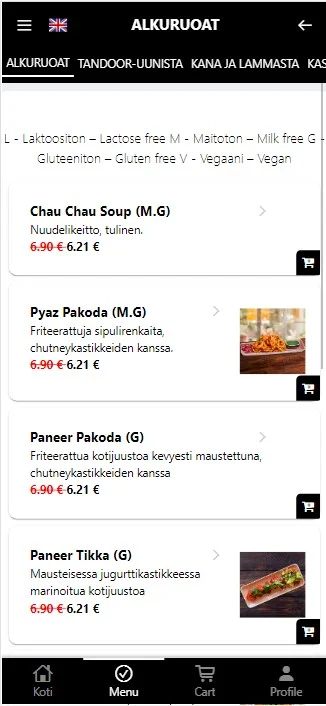 ALKURUOAT
ALKURUOAT TANDOOR-UUNISTA KANA JA LAMMASTA KAS
L - Laktoositon – Lactose free M - Maitoton – Milk free G -
Gluteeniton – Gluten free V - Vegaani – Vegan
Chau Chau Soup (M.G)
Nuudelikeitto, tulinen.
6.90 € 6.21 €
Pyaz Pakoda (M.G)
Friteerattuja sipulirenkaita,
chutneykastikkeiden kanssa.
6.90 € 6.21 €
Paneer Pakoda (G)
Friteerattua kotijuustoa kevyesti maustettuna,
chutneykastikkeiden kanssa
6.90 € 6.21 €
Paneer Tikka (G)
Mausteisessa jugurttikastikkeessa
marinoitua kotijuustoa
6.90 € 6.21 €
Koti Menu Cart Profile